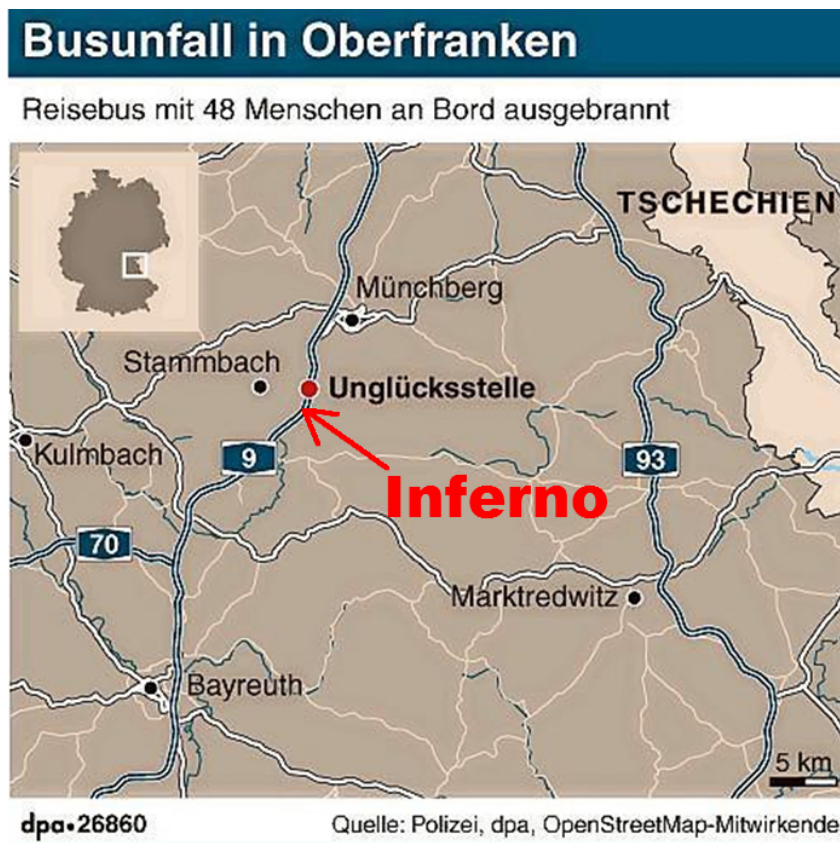 Busunfall in Oberfranken
Reisebus mit 48 Menschen an Bord ausgebrannt
TSCHECHIEN
Münchberg
Stammbach
Unglücksstelle
Kulmbach
9
93
Inferno
70
Marktredwitz
Bayreuth
5 km
dpa•26860
Quelle: Polizei, dpa, OpenStreetMap-Mitwirkende